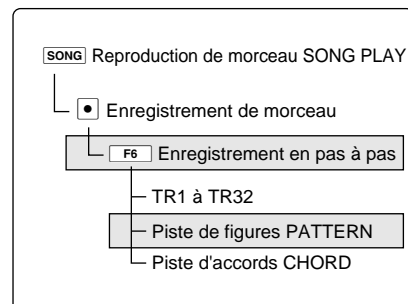 SONG Reproduction de morceau SONG PLAY
Enregistrement de morceau
F6 Enregistrement en pas à pas
TR1 à TR32
Piste de figures PATTERN
Piste d'accords CHORD